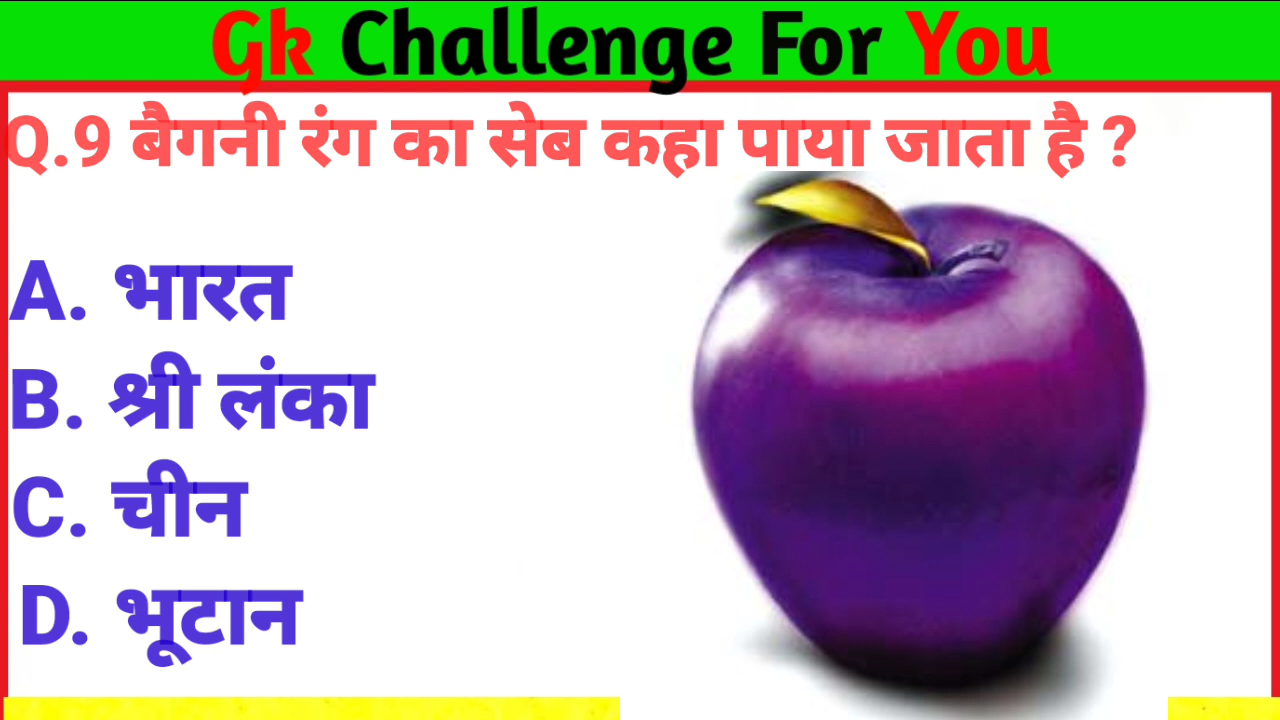 Gk Challenge For You
Q.9 बैगनी रंग का सेब कहा पाया जाता है ?
A. भारत
B. श्री लंका
C. चीन
D. भूटान